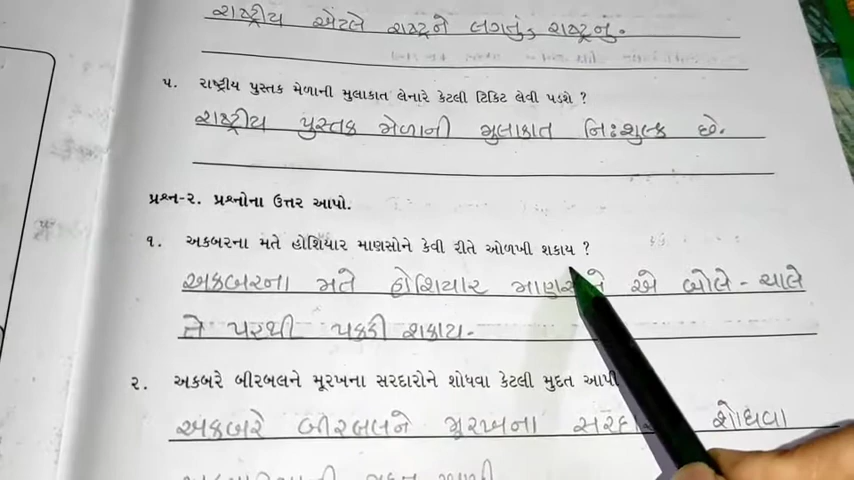 રાષ્ટ્રીય એટલે રાષ્ટ્રને લગતું, રાષ્ટ્રનું.
૫. રાષ્ટ્રીય પુસ્તક મેળાની મુલાકાત લેનારે કેટલી ટિકિટ લેવી પડશે ?
રાષ્ટ્રીય પુસ્તક મેળાની મુલાકાત નિઃશુલ્ક છે.
પ્રશ્ન-૨. પ્રશ્નોના ઉત્તર આપો.
૧. અકબરના મતે હોશિયાર માણસોને કેવી રીતે ઓળખી શકાય ?
અકબરના મતે હોશિયાર એ બોલે - ચાલે
તે પરથી પકડી શકાય.
૨. અકબરે બીરબલને મૂરખના સરદારોને શોધવા કેટલી મુદત આપી
અકબરે બીરબલને મૂરખના શોધવા